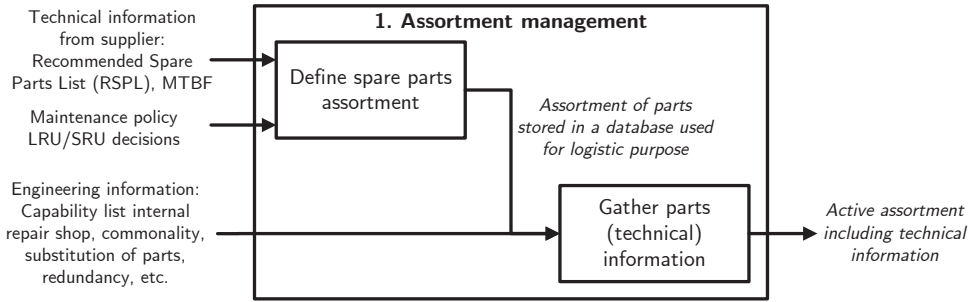 1. Assortment management
Technical information
from supplier:
Recommended Spare
Parts List (RSPL), MTBF
Maintenance policy
LRU/SRU decisions
Define spare parts
assortment
Assortment of parts
stored in a database used
for logistic purpose
Engineering information:
Capability list internal
repair shop, commonality,
substitution of parts,
redundancy, etc.
Gather parts
(technical)
information
Active assortment
including technical
information